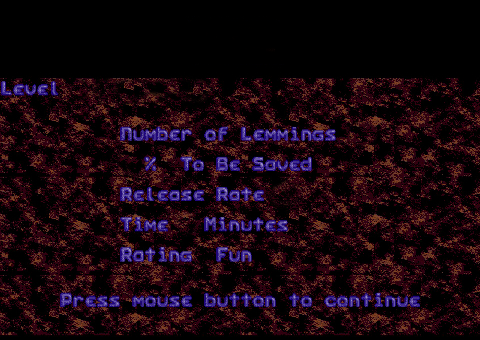 Level
Number of Lemmings
% To Be Saved
Release Rate
Time Minutes
Rating Fun
Press mouse button to continue